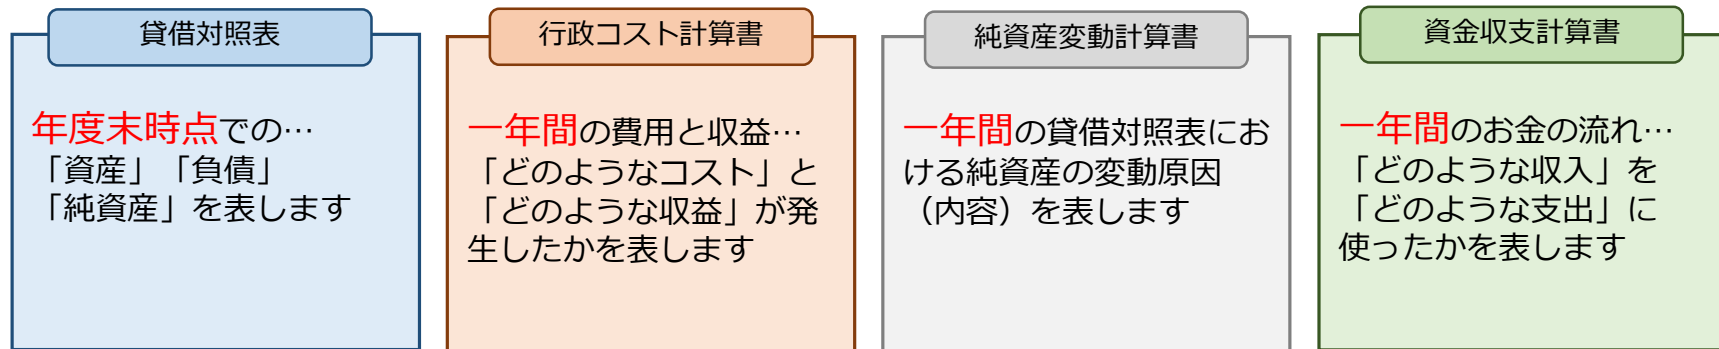 貸借対照表
年度末時点での…
「資産」「負債」
「純資産」を表します
行政コスト計算書
一年間の費用と収益…
「どのようなコスト」と
「どのような収益」が発
生したかを表します
純資産変動計算書
一年間の貸借対照表にお
ける純資産の変動原因
（内容）を表します
資金収支計算書
一年間のお金の流れ…
「どのような収入」を
「どのような支出」に
使ったかを表します